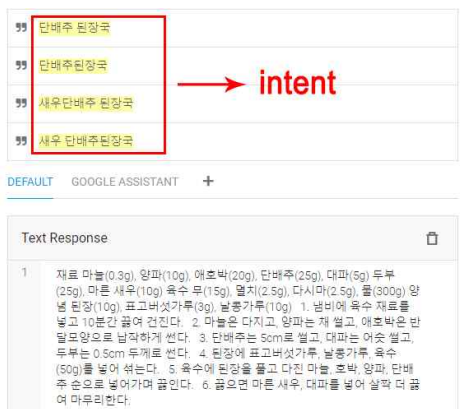 단배주 된장국
단배주된장국
새우단배주 된장국
새우 단배주된장국
intent
DEFAULT GOOGLE ASSISTANT +
Text Response
1 재료 마늘(0.3g), 양파(10g), 애호박(20g), 단배주(25g), 대파(5g) 두부
(25g), 마른 새우(10g) 육수 무(15g), 멸치(2.5g), 다시마(2.5g), 물(300g) 양
념 된장(10g), 표고버섯가루(3g), 날콩가루(10g) 1. 냄비에 육수 재료를
넣고 10분간 끓여 건진다. 2. 마늘은 다지고, 양파는 채 썰고, 애호박은 반
달모양으로 납작하게 썬다. 3. 단배주는 5cm로 썰고, 대파는 어슷 썰고,
두부는 0.5cm 두께로 썬다. 4. 된장에 표고버섯가루, 날콩가루, 육수
(50g)를 넣어 섞는다. 5. 육수에 된장을 풀고 다진 마늘, 호박, 양파, 단배
주 순으로 넣어가며 끓인다. 6. 끓으면 마른 새우, 대파를 넣어 살짝 더 끓
여 마무리한다.